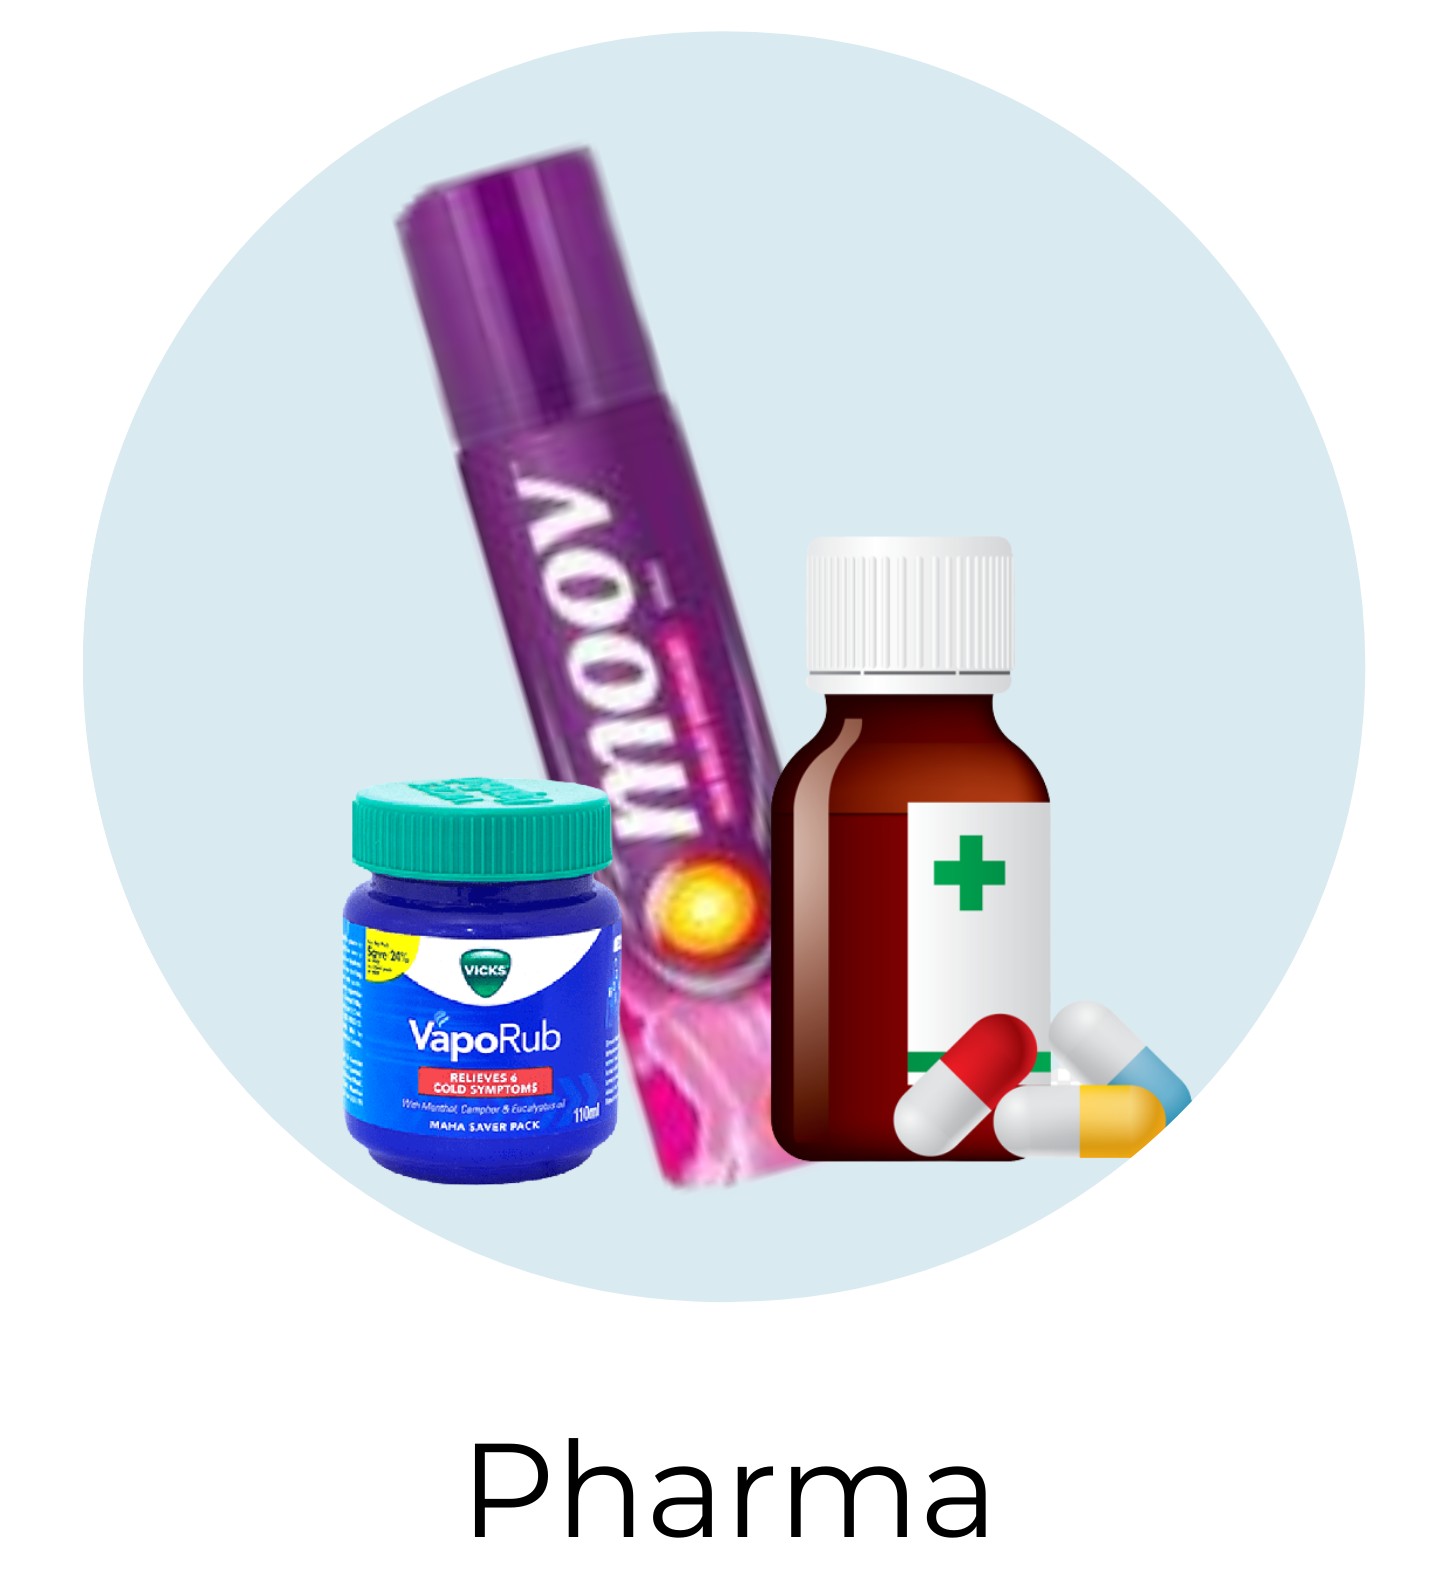 moov
Save 24%
VICKS
VapoRub
RELIEVES 6
COLD SYMPTOMS
With Menthol, Camphor & Eucalyptus oil
110ml
MAHA SAVER PACK
Pharma